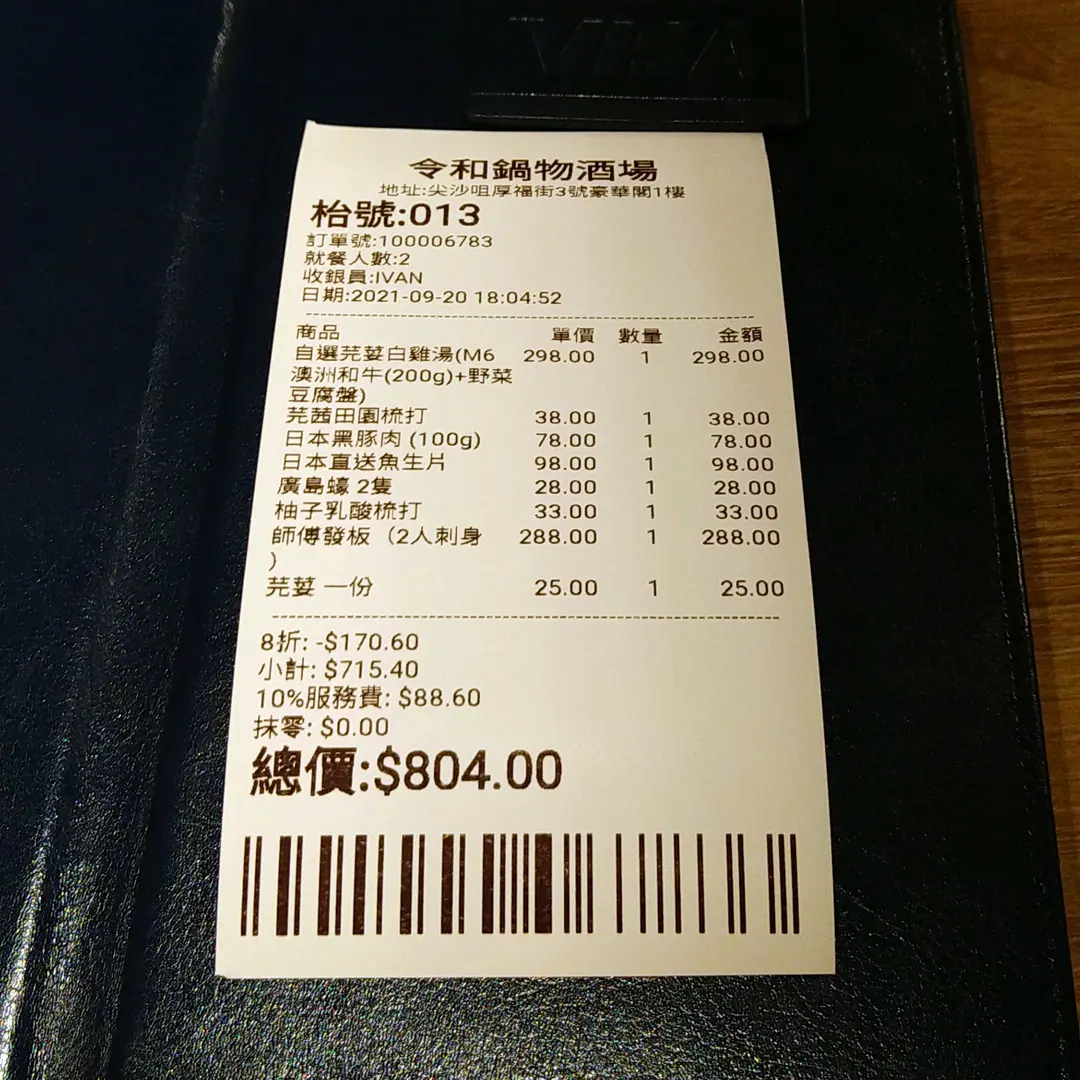 VISA
令和鍋物酒場
地址:尖沙咀厚福街3號豪華閣1樓
枱號:013
訂單號:100006783
就餐人數:2
收銀員:IVAN
日期:2021-09-20 18:04:52
商品 單價 數量 金額
自選芫荽白雞湯(M6 298.00 1 298.00
澳洲和牛(200g)+野菜
豆腐盤)
芫茜田園梳打 38.00 1 38.00
日本黑豚肉 (100g) 78.00 1 78.00
日本直送魚生片 98.00 1 98.00
廣島蠔 2隻 28.00 1 28.00
柚子乳酸梳打 33.00 1 33.00
師傅發板（2人刺身 288.00 1 288.00
）
芫荽 一份 25.00 1 25.00
8折: -$170.60
小計: $715.40
10%服務費: $88.60
抹零: $0.00
總價:$804.00